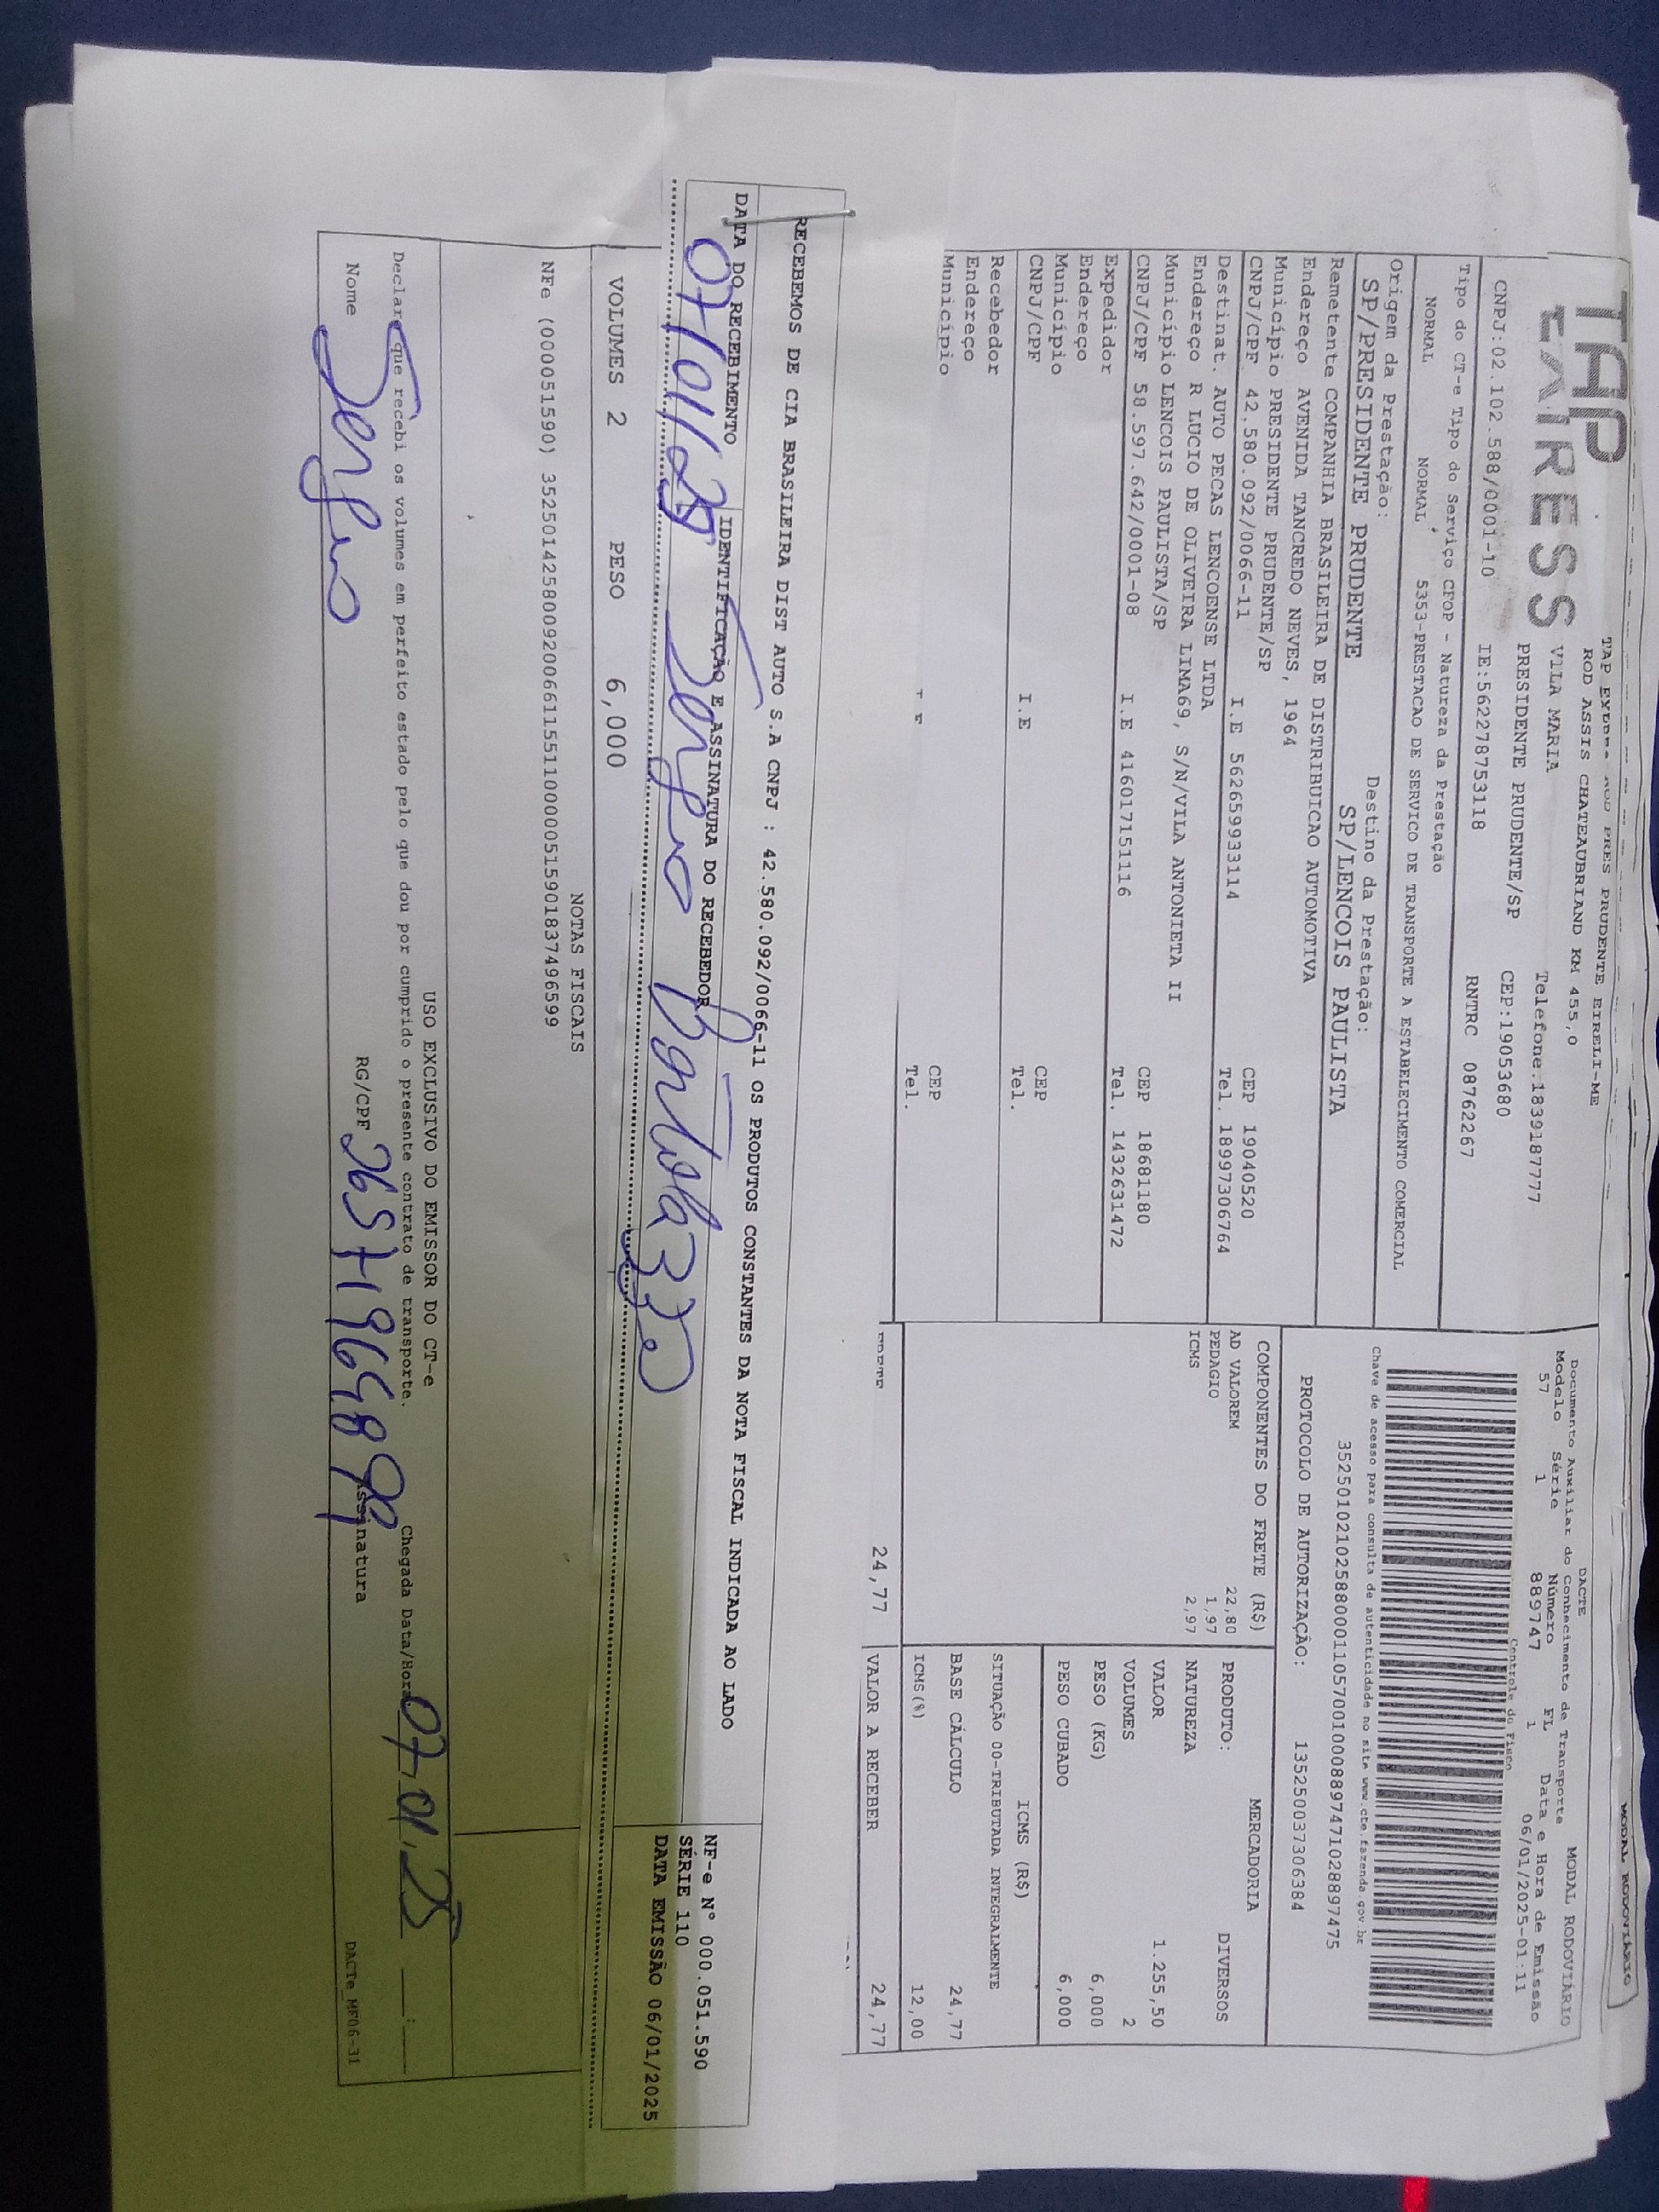 TAP
ROD ASSIS CHATEAUBRIAND KM 455,0
VILA MARIA
PRESIDENTE PRUDENTE/SP CEP:19053680
Telefone:1839187777
CNPJ:02.102.588/0001-10 IE:562278753118 RNTRC 08762267
Tipo do CT-e Tipo do Serviço CFOP - Natureza da Prestação
NORMAL NORMAL 5353-PRESTACAO DE SERVICO DE TRANSPORTE A ESTABELECIMENTO COMERCIAL
Origem da Prestação: Destino da Prestação:
SP/PRESIDENTE PRUDENTE SP/LENCOIS PAULISTA
Remetente COMPANHIA BRASILEIRA DE DISTRIBUICAO AUTOMOTIVA
Endereço AVENIDA TANCREDO NEVES, 1964
Município PRESIDENTE PRUDENTE/SP CEP 19040520
CNPJ/CPF 42.580.092/0066-11 I.E 562659933114 Tel. 18997306764
Destinat. AUTO PECAS LENCOENSE LTDA
Endereço R LUCIO DE OLIVEIRA LIMA69, S/N/VILA ANTONIETA II
Município LENCOIS PAULISTA/SP CEP 18681180
CNPJ/CPF 58.597.642/0001-08 I.E 416017151116 Tel. 1432631472
Expedidor
Endereço
Município CEP
CNPJ/CPF I.E Tel.
Recebedor
Endereço
Município CEP
Tel.
DACTE
Documento Auxiliar do Conhecimento de Transporte
MODAL RODOVIÁRIO
Modelo Série Número FL Data e Hora de Emissão
57 1 889747 1 06/01/2025-01:11
Controle do Fisco
Chave de acesso para consulta de autenticidade no site www.cte.fazenda.gov.br
35250102102588000110570010008897471028897475
PROTOCOLO DE AUTORIZAÇÃO: 135250037306384
COMPONENTES DO FRETE (R$)
AD VALOREM 22,80
PEDAGIO 1,97
ICMS 2,97
MERCADORIA
PRODUTO: DIVERSOS
NATUREZA
VALOR 1.255,50
VOLUMES 2
PESO (KG) 6,000
PESO CUBADO 6,000
ICMS (R$)
SITUAÇÃO 00-TRIBUTADA INTEGRALMENTE
BASE CÁLCULO 24,77
ICMS(%) 12,00
24,77 VALOR A RECEBER 24,77
RECEBEMOS DE CIA BRASILEIRA DIST AUTO S.A CNPJ : 42.580.092/0066-11 OS PRODUTOS CONSTANTES DA NOTA FISCAL INDICADA AO LADO
DATA DO RECEBIMENTO IDENTIFICAÇÃO E ASSINATURA DO RECEBEDOR
07/01/25
NF-e N° 000.051.590
SÉRIE 110
DATA EMISSÃO 06/01/2025
VOLUMES 2 PESO 6,000
NOTAS FISCAIS
NFe (000051590) 35250142580092006611551100000515901837496599
USO EXCLUSIVO DO EMISSOR DO CT-e
Declaro que recebi os volumes em perfeito estado pelo que dou por cumprido o presente contrato de transporte.
Chegada Data/Hora 07.01.25 __:__
Nome RG/CPF Assinatura
DACTe_MF06-31